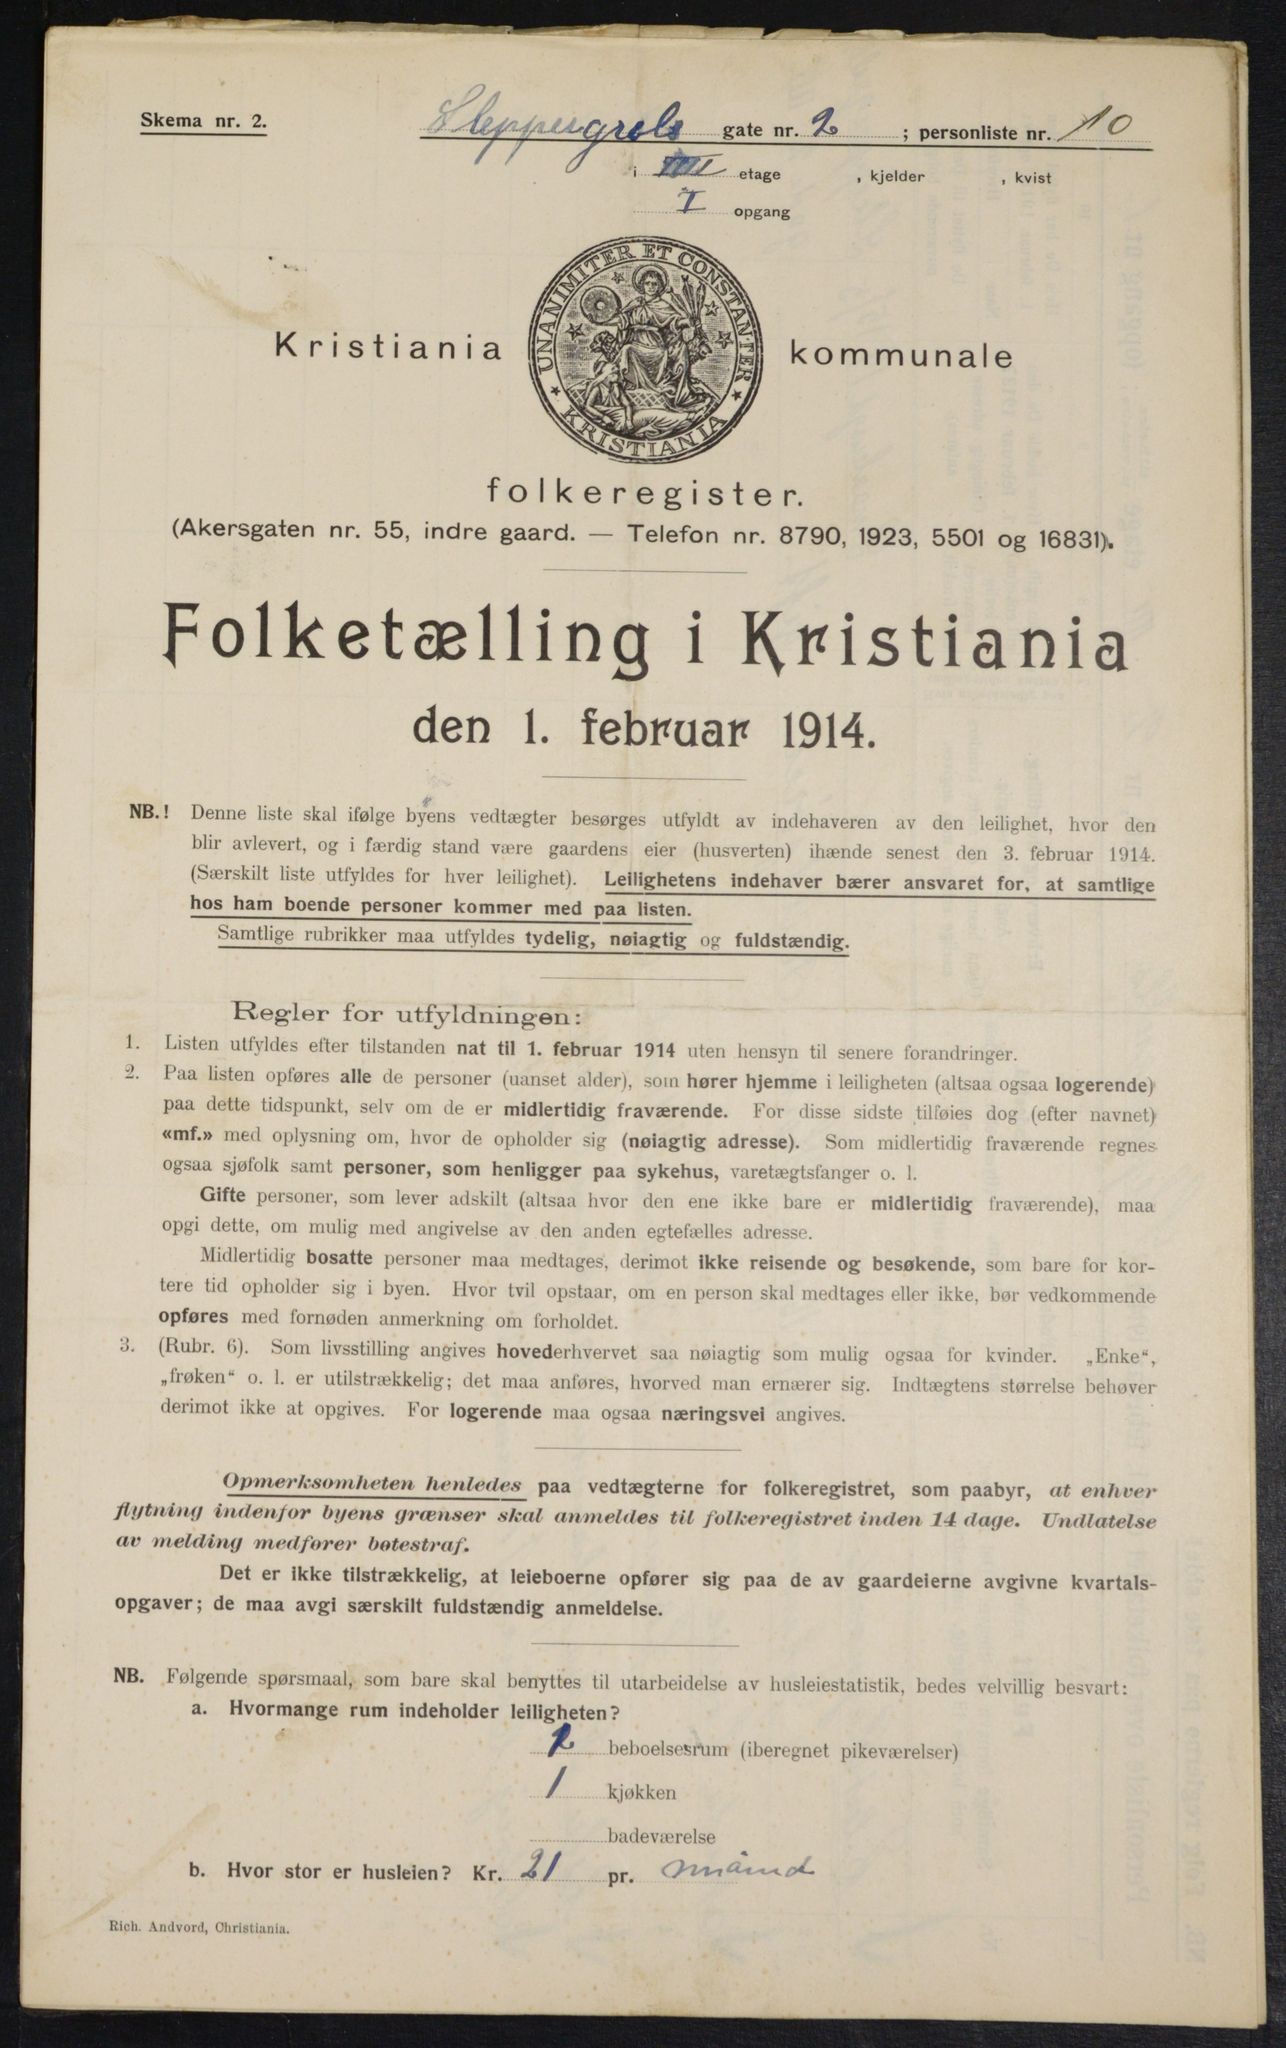 Skema nr. 2.
Steppegrels gate nr. 2 ; personliste nr. 10
i III etage , kjelder , kvist
I opgang
UNANIMITER ET CONSTANTER
KRISTIANIA
Kristiania kommunale
folkeregister.
(Akersgaten nr. 55, indre gaard. — Telefon nr. 8790, 1923, 5501 og 16831).
Folketælling i Kristiania
den 1. februar 1914.
NB.! Denne liste skal ifølge byens vedtægter besørges utfyldt av indehaveren av den leilighet, hvor den
blir avlevert, og i færdig stand være gaardens eier (husverten) ihænde senest den 3. februar 1914.
(Særskilt liste utfyldes for hver leilighet). Leilighetens indehaver bærer ansvaret for, at samtlige
hos ham boende personer kommer med paa listen.
Samtlige rubrikker maa utfyldes tydelig, nøiagtig og fuldstændig.
Regler for utfyldningen:
1. Listen utfyldes efter tilstanden nat til 1. februar 1914 uten hensyn til senere forandringer.
2. Paa listen opføres alle de personer (uanset alder), som hører hjemme i leiligheten (altsaa ogsaa logerende)
paa dette tidspunkt, selv om de er midlertidig fraværende. For disse sidste tilføies dog (efter navnet)
«mf.» med oplysning om, hvor de opholder sig (nøiagtig adresse). Som midlertidig fraværende regnes
ogsaa sjøfolk samt personer, som henligger paa sykehus, varetægtsfanger o. l.
Gifte personer, som lever adskilt (altsaa hvor den ene ikke bare er midlertidig fraværende), maa
opgi dette, om mulig med angivelse av den anden egtefælles adresse.
Midlertidig bosatte personer maa medtages, derimot ikke reisende og besøkende, som bare for kor-
tere tid opholder sig i byen. Hvor tvil opstaar, om en person skal medtages eller ikke, bør vedkommende
opføres med fornøden anmerkning om forholdet.
3. (Rubr. 6). Som livsstilling angives hovederhvervet saa nøiagtig som mulig ogsaa for kvinder. „Enke“,
„frøken“ o. l. er utilstrækkelig; det maa anføres, hvorved man ernærer sig. Indtægtens størrelse behøver
derimot ikke at opgives. For logerende maa ogsaa næringsvei angives.
Opmerksomheten henledes paa vedtægterne for folkeregistret, som paabyr, at enhver
flytning indenfor byens grænser skal anmeldes til folkeregistret inden 14 dage. Undlatelse
av melding medfører bøtestraf.
Det er ikke tilstrækkelig, at leieboerne opfører sig paa de av gaardeierne avgivne kvartals-
opgaver; de maa avgi særskilt fuldstændig anmeldelse.
NB. Følgende spørsmaal, som bare skal benyttes til utarbeidelse av husleiestatistik, bedes velvillig besvart:
a. Hvormange rum indeholder leiligheten?
2 beboelsesrum (iberegnet pikeværelser)
1 kjøkken
badeværelse
b. Hvor stor er husleien? Kr. 21 pr. måned
Rich. Andvord, Christiania.